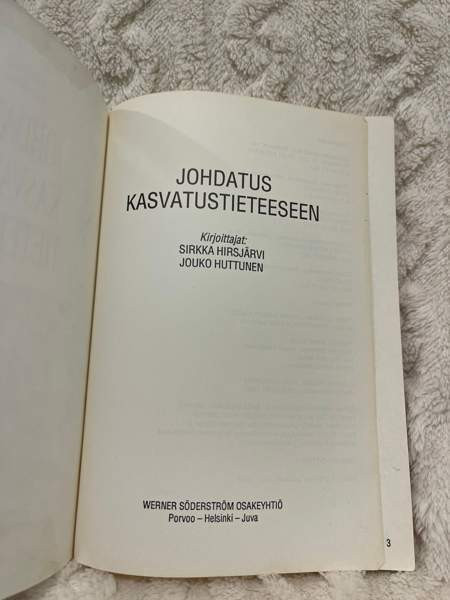 JOHDATUS
KASVATUSTIETEESEEN
Kirjoittajat:
SIRKKA HIRSJÄRVI
JOUKO HUTTUNEN
WERNER SÖDERSTRÖM OSAKEYHTIÖ
Porvoo – Helsinki – Juva
3